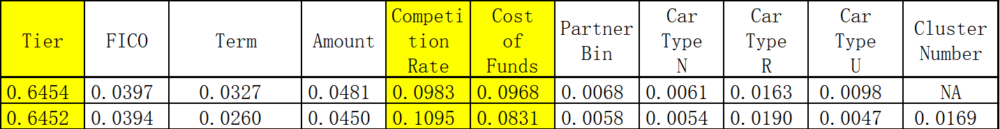 Tier FICO Term Amount Competi tion Rate Cost of Funds Partner Bin Car Type N Car Type R Car Type U Cluster Number
0.6454 0.0397 0.0327 0.0481 0.0983 0.0968 0.0068 0.0061 0.0163 0.0098 NA
0.6452 0.0394 0.0260 0.0450 0.1095 0.0831 0.0058 0.0054 0.0190 0.0047 0.0169